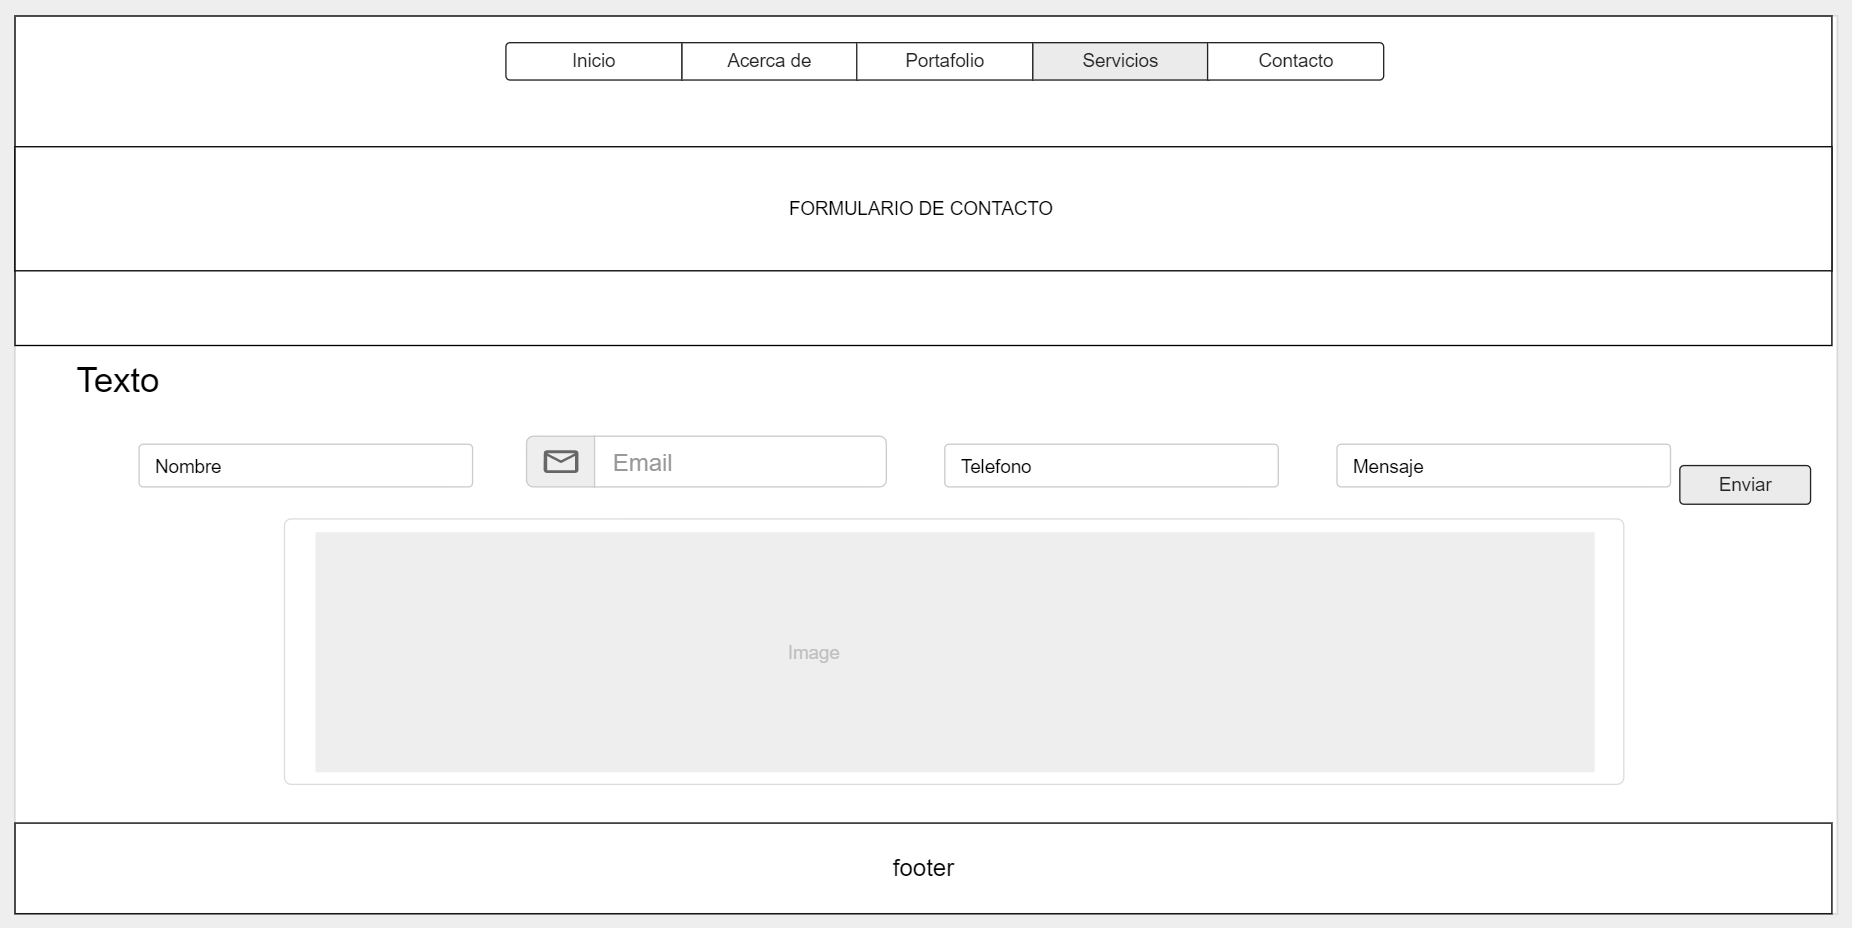 Inicio Acerca de Portafolio Servicios Contacto
FORMULARIO DE CONTACTO
Texto
Nombre Email Telefono Mensaje Enviar
Image
footer